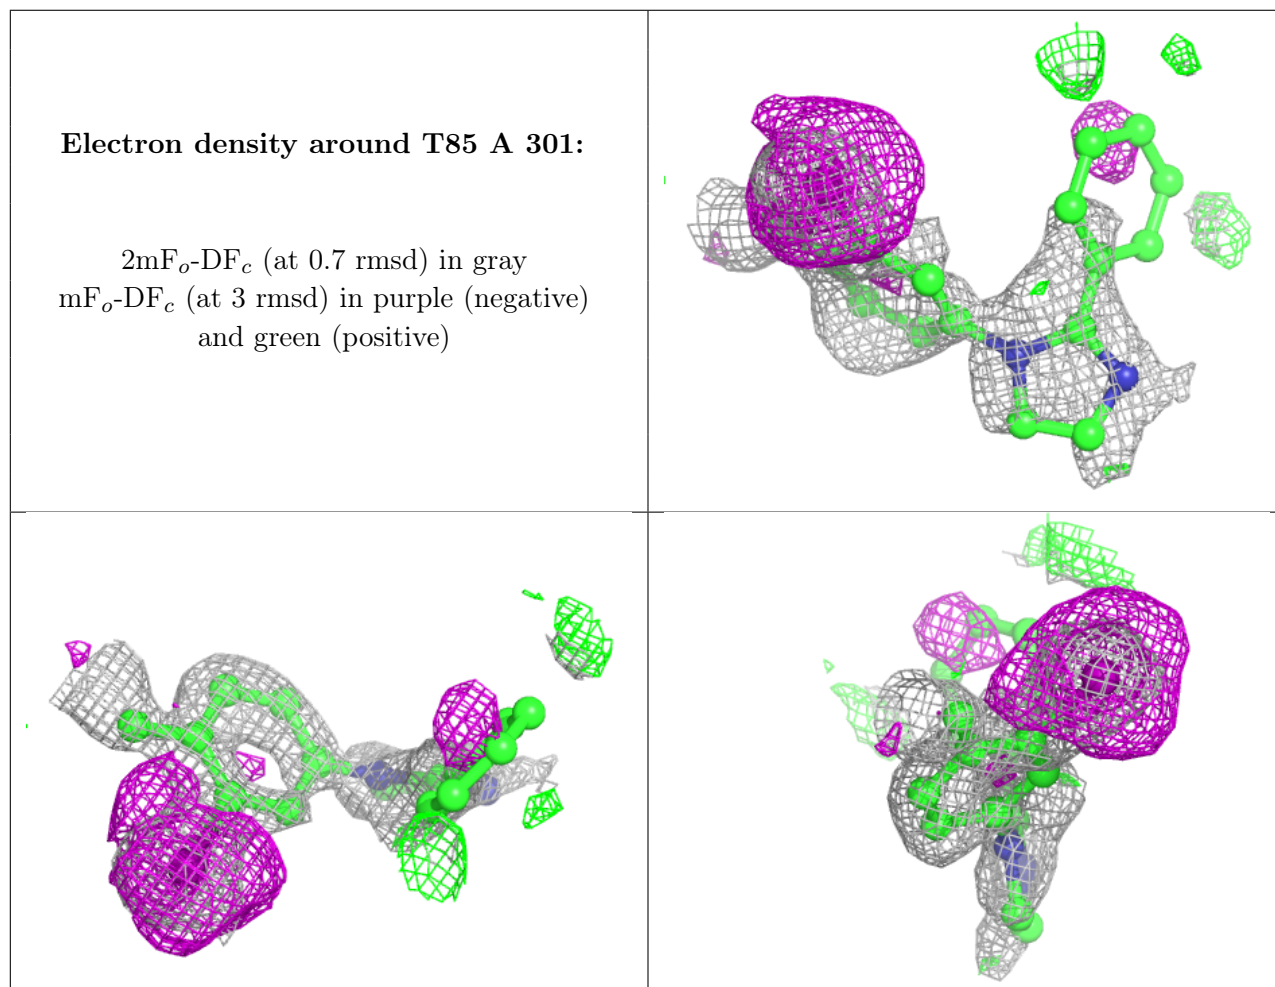 Electron density around T85 A 301:
2mFo-DFc (at 0.7 rmsd) in gray
mFo-DFc (at 3 rmsd) in purple (negative)
and green (positive)